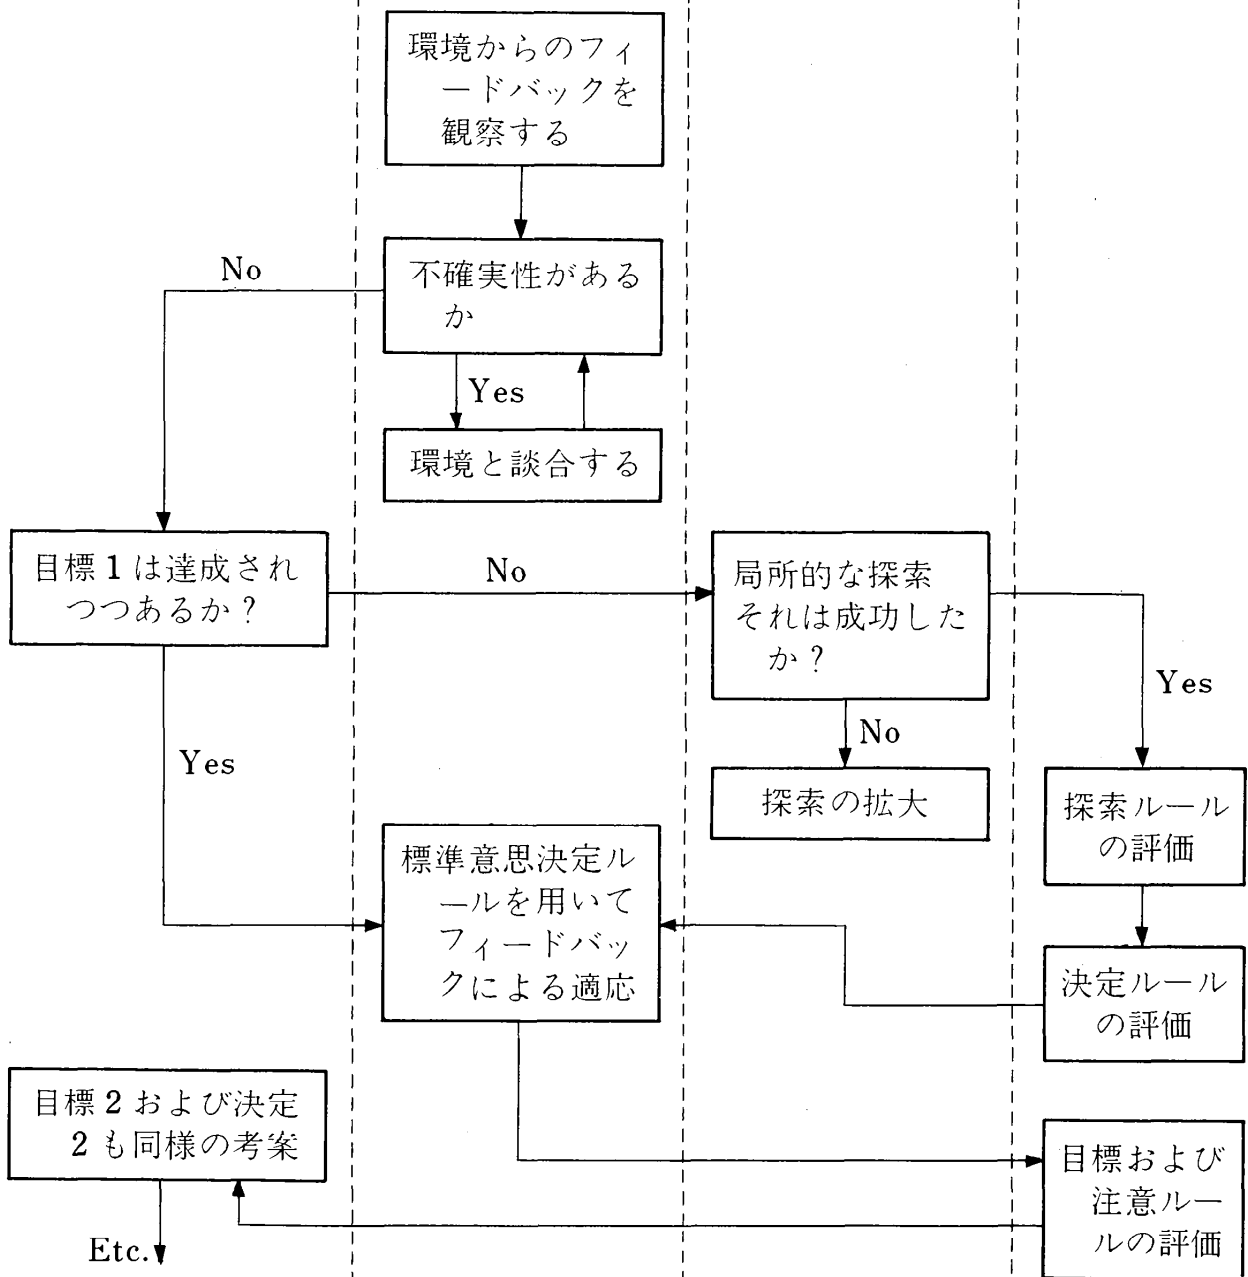 環境からのフィ
ードバックを
観察する
No
不確実性がある
か
Yes
環境と談合する
目標1は達成され
つつあるか？
No
局所的な探索
それは成功した
か？
Yes
No
Yes
探索の拡大
探索ルール
の評価
標準意思決定ル
ールを用いて
フィードバッ
クによる適応
決定ルール
の評価
目標2および決定
2も同様の考案
目標および
注意ルー
ルの評価
Etc.